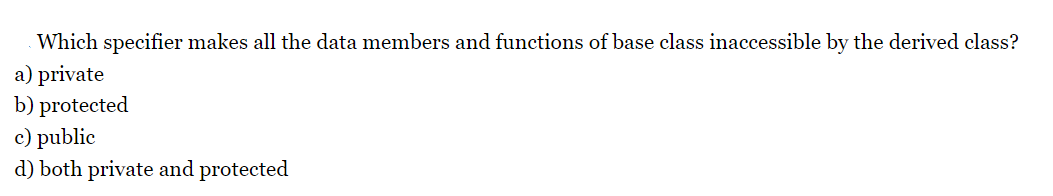 Which specifier makes all the data members and functions of base class inaccessible by the derived class?
a) private
b) protected
c) public
d) both private and protected